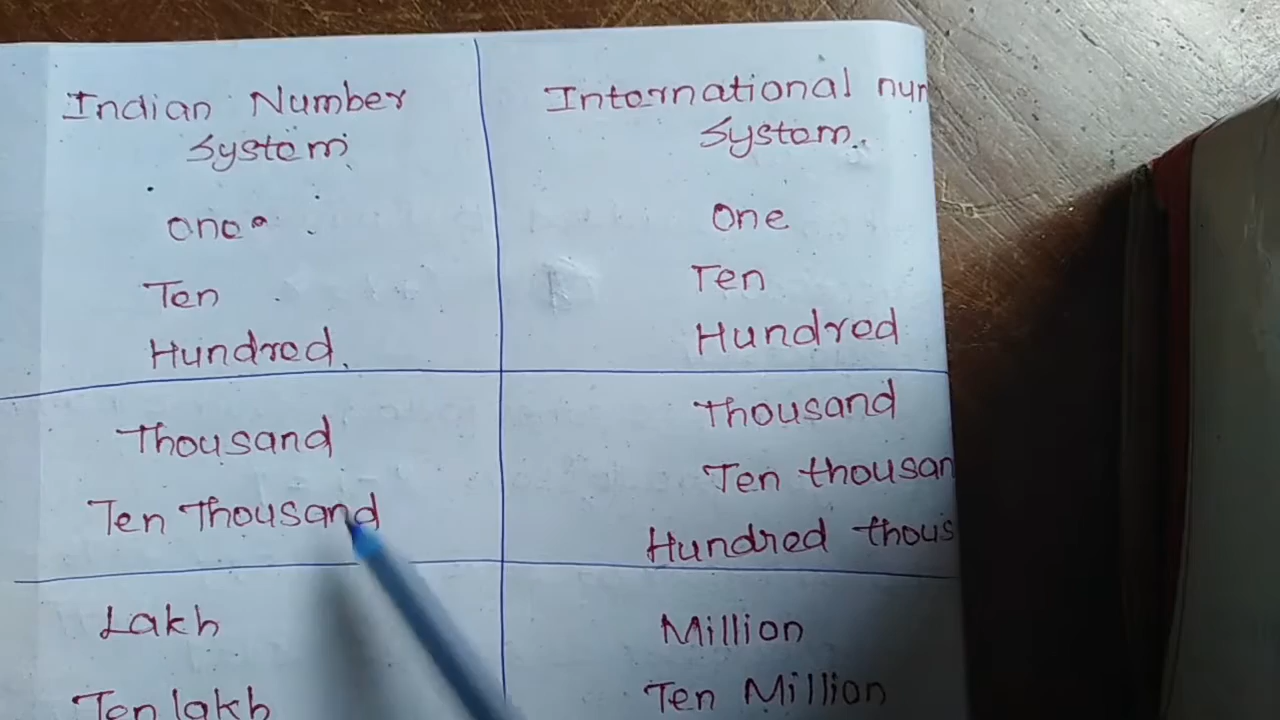 Indian Number
System
One
Ten
Hundred.
Thousand
Ten Thousand
Lakh
Ten lakh
International
System.
One
Ten
Hundred
Thousand
Ten thousan
Hundred thous
Million
Ten Million